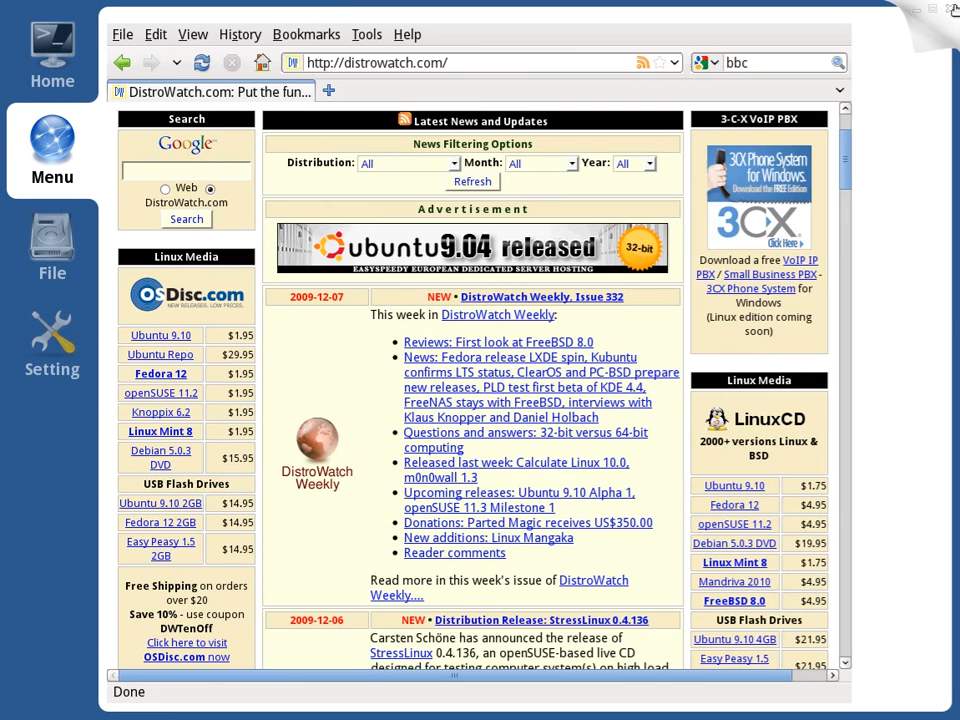 Home
Menu
File
Setting
File Edit View History Bookmarks Tools Help
http://distrowatch.com/
bbc
DistroWatch.com: Put the fun...
Search
Google
Web
DistroWatch.com
Search
Linux Media
OSDisc.com
NEW RELEASES. LOW PRICES.
Ubuntu 9.10 $1.95
Ubuntu Repo $29.95
Fedora 12 $1.95
openSUSE 11.2 $1.95
Knoppix 6.2 $1.95
Linux Mint 8 $1.95
Debian 5.0.3
DVD $15.95
USB Flash Drives
Ubuntu 9.10 2GB $14.95
Fedora 12 2GB $14.95
Easy Peasy 1.5
2GB $14.95
Free Shipping on orders
over $20
Save 10% - use coupon
DWTenOff
Click here to visit
OSDisc.com now
Latest News and Updates
News Filtering Options
Distribution: All Month: All Year: All
Refresh
Advertisement
ubuntu 9.04 released 32-bit
EASYSPEEDY EUROPEAN DEDICATED SERVER HOSTING
2009-12-07 NEW • DistroWatch Weekly, Issue 332
This week in DistroWatch Weekly:
• Reviews: First look at FreeBSD 8.0
• News: Fedora release LXDE spin, Kubuntu
confirms LTS status, ClearOS and PC-BSD prepare
new releases, PLD test first beta of KDE 4.4,
FreeNAS stays with FreeBSD, interviews with
Klaus Knopper and Daniel Holbach
• Questions and answers: 32-bit versus 64-bit
computing
• Released last week: Calculate Linux 10.0,
m0n0wall 1.3
• Upcoming releases: Ubuntu 9.10 Alpha 1,
openSUSE 11.3 Milestone 1
• Donations: Parted Magic receives US$350.00
• New additions: Linux Mangaka
• Reader comments
DistroWatch
Weekly
Read more in this week's issue of DistroWatch
Weekly....
2009-12-06 NEW • Distribution Release: StressLinux 0.4.136
Carsten Schöne has announced the release of
StressLinux 0.4.136, an openSUSE-based live CD
designed for testing computer system(s) on high load
3-C-X VoIP PBX
3CX Phone System
for Windows.
Download the FREE Edition
3CX
Click Here
Download a free VoIP IP
PBX / Small Business PBX -
3CX Phone System for
Windows
(Linux edition coming
soon)
Linux Media
LinuxCD
2000+ versions Linux &
BSD
Ubuntu 9.10 $1.75
Fedora 12 $4.95
openSUSE 11.2 $4.95
Debian 5.0.3 DVD $19.95
Linux Mint 8 $1.75
Mandriva 2010 $4.95
FreeBSD 8.0 $4.95
USB Flash Drives
Ubuntu 9.10 4GB $21.95
Easy Peasy 1.5 $21.95
Done